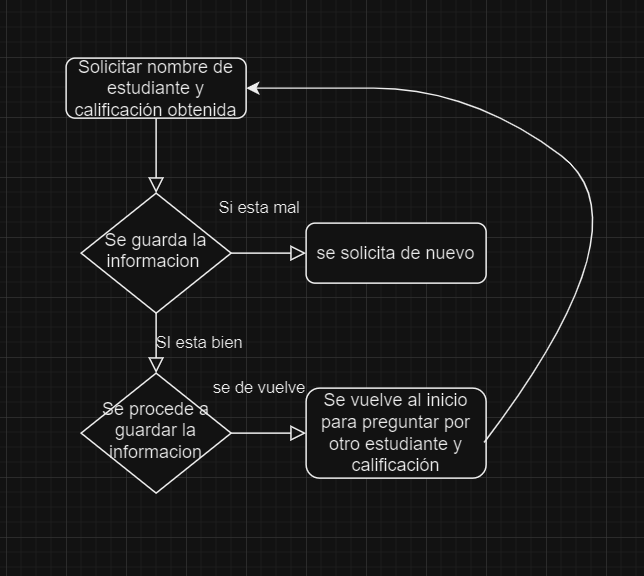 Solicitar nombre de
estudiante y
calificación obtenida
Si esta mal
Se guarda la
informacion
se solicita de nuevo
SI esta bien
se de vuelve
Se procede a
guardar la
informacion
Se vuelve al inicio
para preguntar por
otro estudiante y
calificación